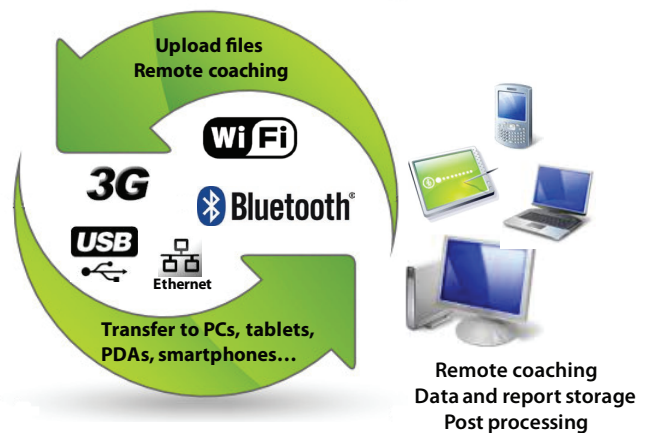 Upload files
Remote coaching
WiFi
3G
Bluetooth®
USB
Ethernet
Transfer to PCs, tablets,
PDAs, smartphones…
Remote coaching
Data and report storage
Post processing